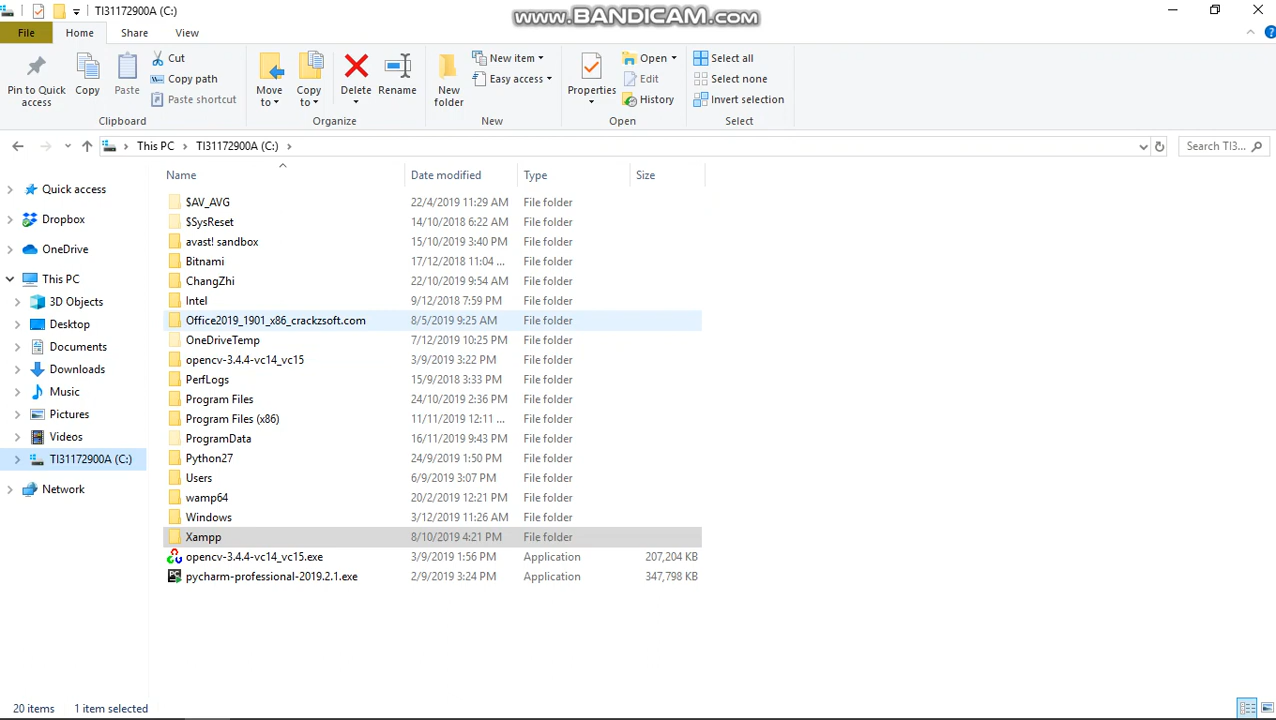 TI31172900A (C:)
www.BANDICAM.com
File Home Share View
Pin to Quick access
Copy
Paste
Cut
Copy path
Paste shortcut
Clipboard
Move to
Copy to
Delete
Rename
Organize
New folder
New item
Easy access
New
Properties
Open
Edit
History
Open
Select all
Select none
Invert selection
Select
This PC TI31172900A (C:)
Search TI3...
Quick access
Dropbox
OneDrive
This PC
3D Objects
Desktop
Documents
Downloads
Music
Pictures
Videos
TI31172900A (C:)
Network
Name Date modified Type Size
$AV_AVG 22/4/2019 11:29 AM File folder
$SysReset 14/10/2018 6:22 AM File folder
avast! sandbox 15/10/2019 3:40 PM File folder
Bitnami 17/12/2018 11:04 ... File folder
ChangZhi 22/10/2019 9:54 AM File folder
Intel 9/12/2018 7:59 PM File folder
Office2019_1901_x86_crackzsoft.com 8/5/2019 9:25 AM File folder
OneDriveTemp 7/12/2019 10:25 PM File folder
opencv-3.4.4-vc14_vc15 3/9/2019 3:22 PM File folder
PerfLogs 15/9/2018 3:33 PM File folder
Program Files 24/10/2019 2:36 PM File folder
Program Files (x86) 11/11/2019 12:11 ... File folder
ProgramData 16/11/2019 9:43 PM File folder
Python27 24/9/2019 1:50 PM File folder
Users 6/9/2019 3:07 PM File folder
wamp64 20/2/2019 12:21 PM File folder
Windows 3/12/2019 11:26 AM File folder
Xampp 8/10/2019 4:21 PM File folder
opencv-3.4.4-vc14_vc15.exe 3/9/2019 1:56 PM Application 207,204 KB
pycharm-professional-2019.2.1.exe 2/9/2019 3:24 PM Application 347,798 KB
20 items 1 item selected